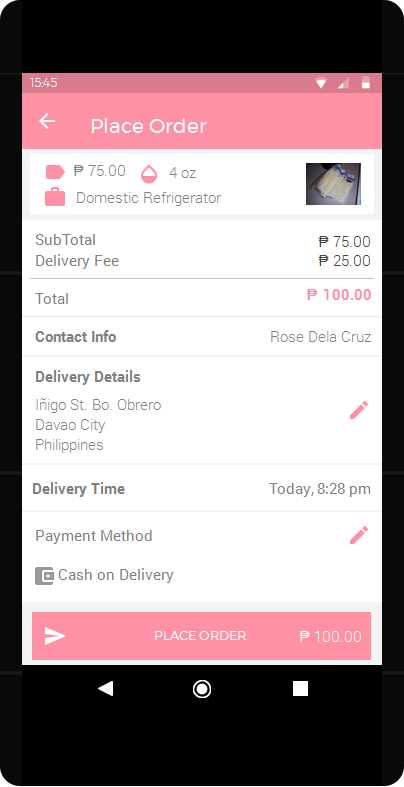 15:45
Place Order
₱ 75.00 4 oz
Domestic Refrigerator
SubTotal ₱ 75.00
Delivery Fee ₱ 25.00
Total ₱ 100.00
Contact Info Rose Dela Cruz
Delivery Details
Iñigo St. Bo. Obrero
Davao City
Philippines
Delivery Time Today, 8:28 pm
Payment Method
Cash on Delivery
PLACE ORDER ₱ 100.00